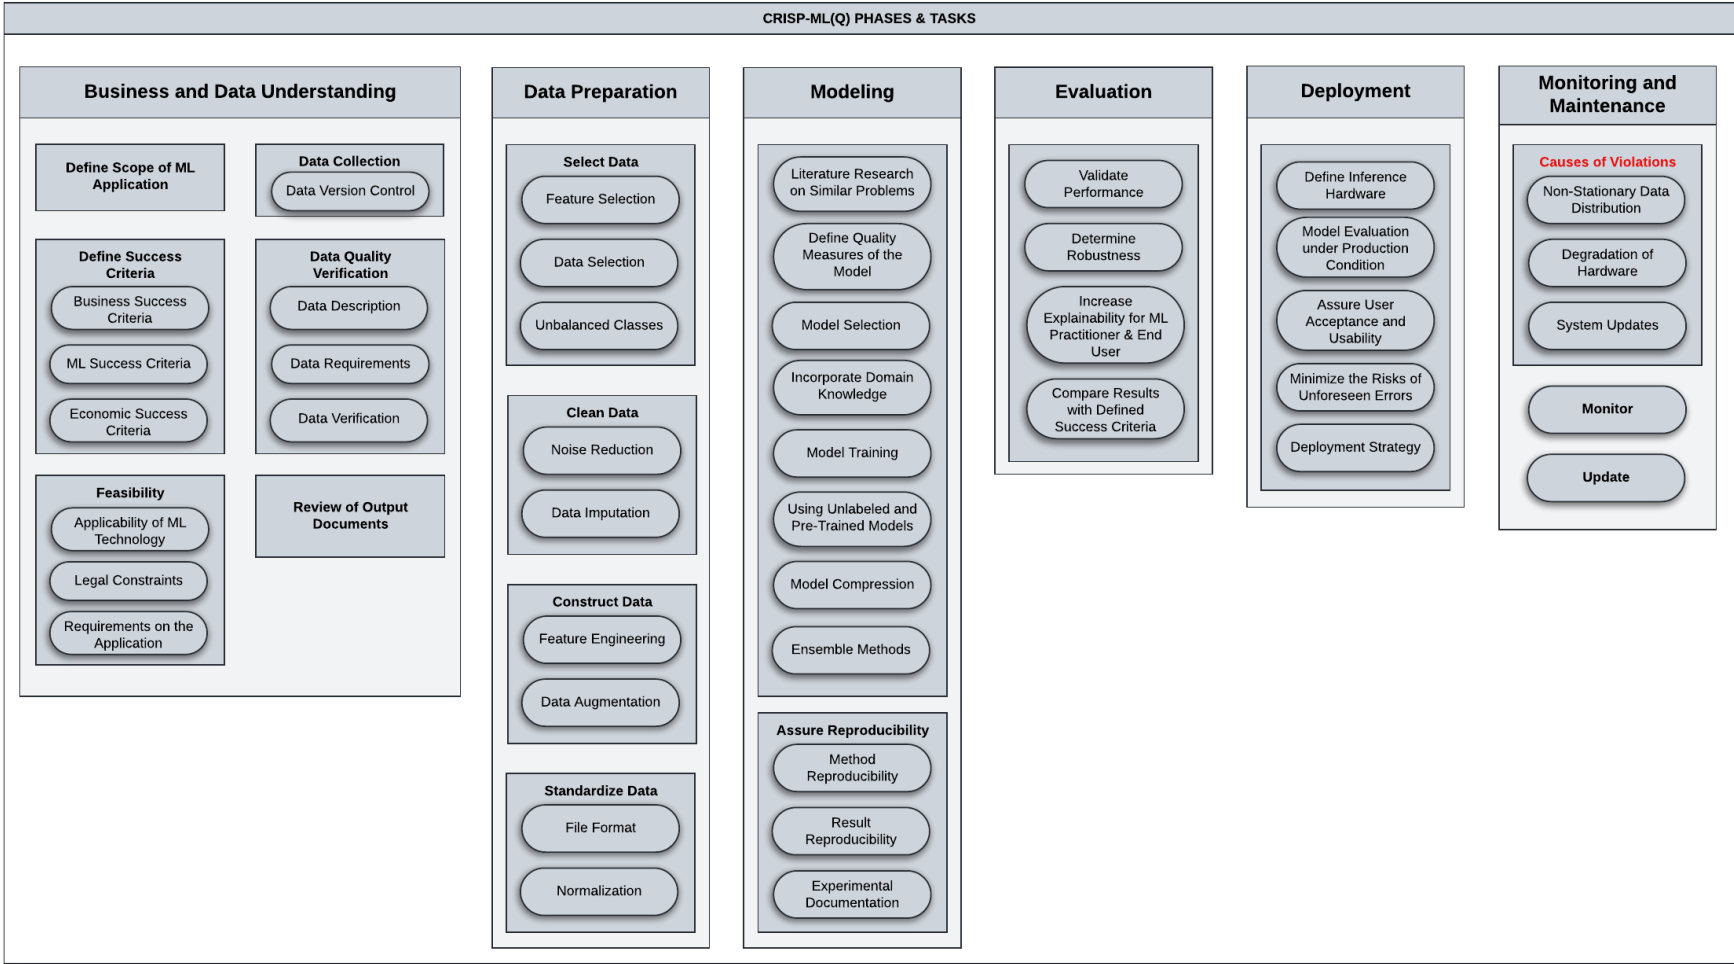 CRISP-ML(Q) PHASES & TASKS
Business and Data Understanding
Define Scope of ML
Application
Data Collection
Data Version Control
Define Success
Criteria
Business Success
Criteria
ML Success Criteria
Economic Success
Criteria
Data Quality
Verification
Data Description
Data Requirements
Data Verification
Feasibility
Applicability of ML
Technology
Legal Constraints
Requirements on the
Application
Review of Output
Documents
Data Preparation
Select Data
Feature Selection
Data Selection
Unbalanced Classes
Clean Data
Noise Reduction
Data Imputation
Construct Data
Feature Engineering
Data Augmentation
Standardize Data
File Format
Normalization
Modeling
Literature Research
on Similar Problems
Define Quality
Measures of the
Model
Model Selection
Incorporate Domain
Knowledge
Model Training
Using Unlabeled and
Pre-Trained Models
Model Compression
Ensemble Methods
Assure Reproducibility
Method
Reproducibility
Result
Reproducibility
Experimental
Documentation
Evaluation
Validate
Performance
Determine
Robustness
Increase
Explainability for ML
Practitioner & End
User
Compare Results
with Defined
Success Criteria
Deployment
Define Inference
Hardware
Model Evaluation
under Production
Condition
Assure User
Acceptance and
Usability
Minimize the Risks of
Unforeseen Errors
Deployment Strategy
Monitoring and
Maintenance
Causes of Violations
Non-Stationary Data
Distribution
Degradation of
Hardware
System Updates
Monitor
Update